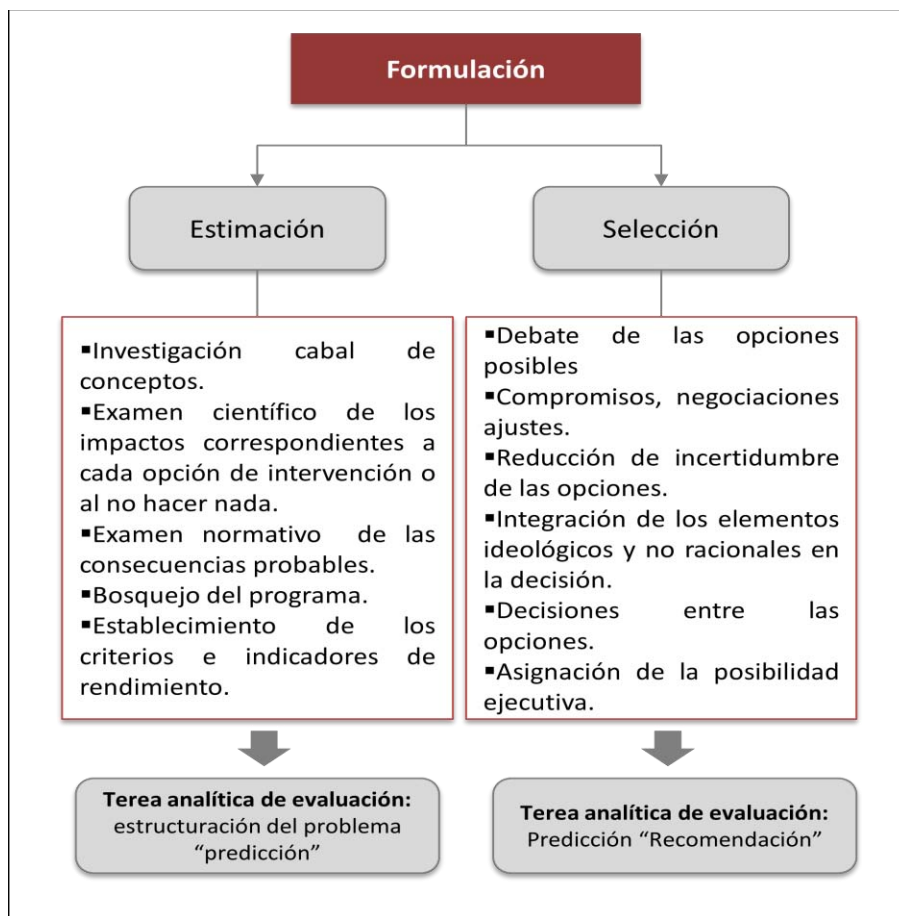 Formulación
Estimación
▪Investigación cabal de
conceptos.
▪Examen científico de los
impactos correspondientes a
cada opción de intervención o
al no hacer nada.
▪Examen normativo de las
consecuencias probables.
▪Bosquejo del programa.
▪Establecimiento de los
criterios e indicadores de
rendimiento.
Terea analítica de evaluación:
estructuración del problema
“predicción”
Selección
▪Debate de las opciones
posibles
▪Compromisos, negociaciones
ajustes.
▪Reducción de incertidumbre
de las opciones.
▪Integración de los elementos
ideológicos y no racionales en
la decisión.
▪Decisiones entre las
opciones.
▪Asignación de la posibilidad
ejecutiva.
Terea analítica de evaluación:
Predicción “Recomendación”